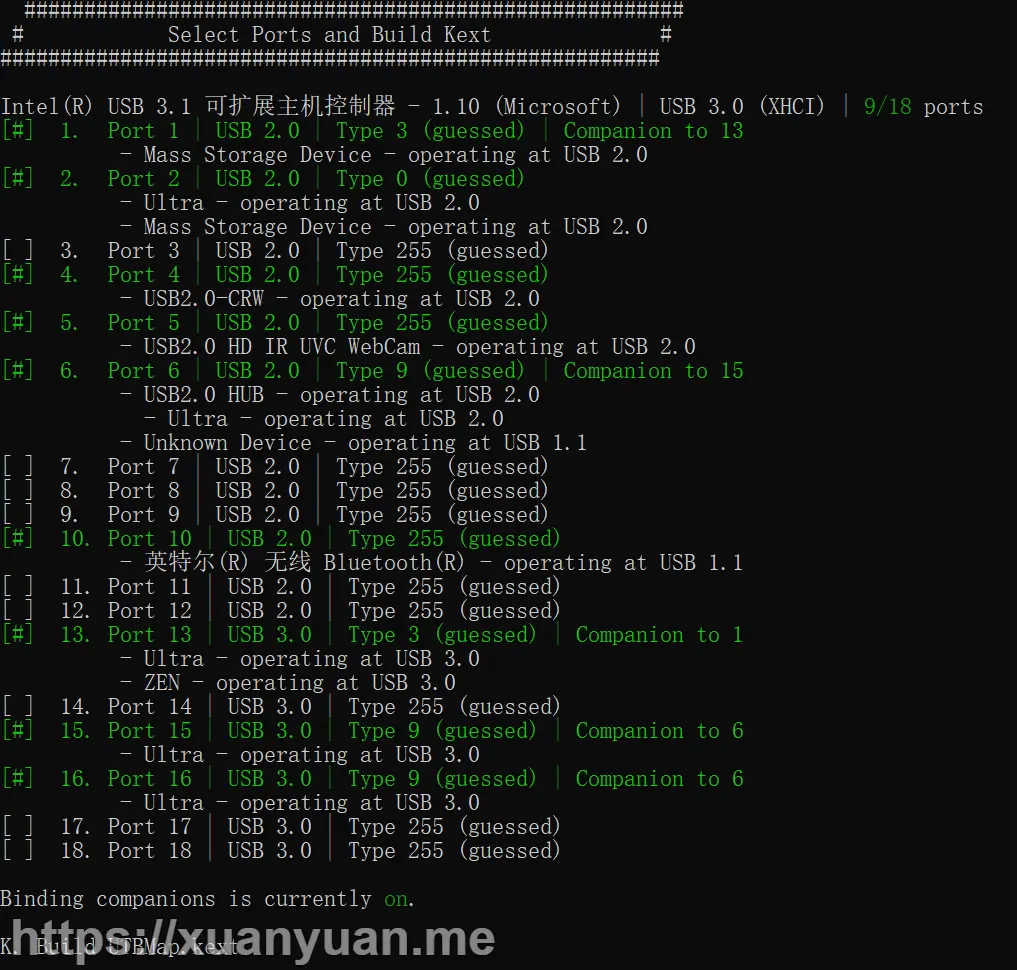 #######################################################
# Select Ports and Build Kext #
#######################################################
Intel(R) USB 3.1 可扩展主机控制器 - 1.10 (Microsoft) | USB 3.0 (XHCI) | 9/18 ports
[#] 1. Port 1 | USB 2.0 | Type 3 (guessed) | Companion to 13
- Mass Storage Device - operating at USB 2.0
[#] 2. Port 2 | USB 2.0 | Type 0 (guessed)
- Ultra - operating at USB 2.0
- Mass Storage Device - operating at USB 2.0
[ ] 3. Port 3 | USB 2.0 | Type 255 (guessed)
[#] 4. Port 4 | USB 2.0 | Type 255 (guessed)
- USB2.0-CRW - operating at USB 2.0
[#] 5. Port 5 | USB 2.0 | Type 255 (guessed)
- USB2.0 HD IR UVC WebCam - operating at USB 2.0
[#] 6. Port 6 | USB 2.0 | Type 9 (guessed) | Companion to 15
- USB2.0 HUB - operating at USB 2.0
- Ultra - operating at USB 2.0
- Unknown Device - operating at USB 1.1
[ ] 7. Port 7 | USB 2.0 | Type 255 (guessed)
[ ] 8. Port 8 | USB 2.0 | Type 255 (guessed)
[ ] 9. Port 9 | USB 2.0 | Type 255 (guessed)
[#] 10. Port 10 | USB 2.0 | Type 255 (guessed)
- 英特尔(R) 无线 Bluetooth(R) - operating at USB 1.1
[ ] 11. Port 11 | USB 2.0 | Type 255 (guessed)
[ ] 12. Port 12 | USB 2.0 | Type 255 (guessed)
[#] 13. Port 13 | USB 3.0 | Type 3 (guessed) | Companion to 1
- Ultra - operating at USB 3.0
- ZEN - operating at USB 3.0
[ ] 14. Port 14 | USB 3.0 | Type 255 (guessed)
[#] 15. Port 15 | USB 3.0 | Type 9 (guessed) | Companion to 6
- Ultra - operating at USB 3.0
[#] 16. Port 16 | USB 3.0 | Type 9 (guessed) | Companion to 6
- Ultra - operating at USB 3.0
[ ] 17. Port 17 | USB 3.0 | Type 255 (guessed)
[ ] 18. Port 18 | USB 3.0 | Type 255 (guessed)
Binding companions is currently on.
K. Build UTBMap.kext
https://xuanyuan.me